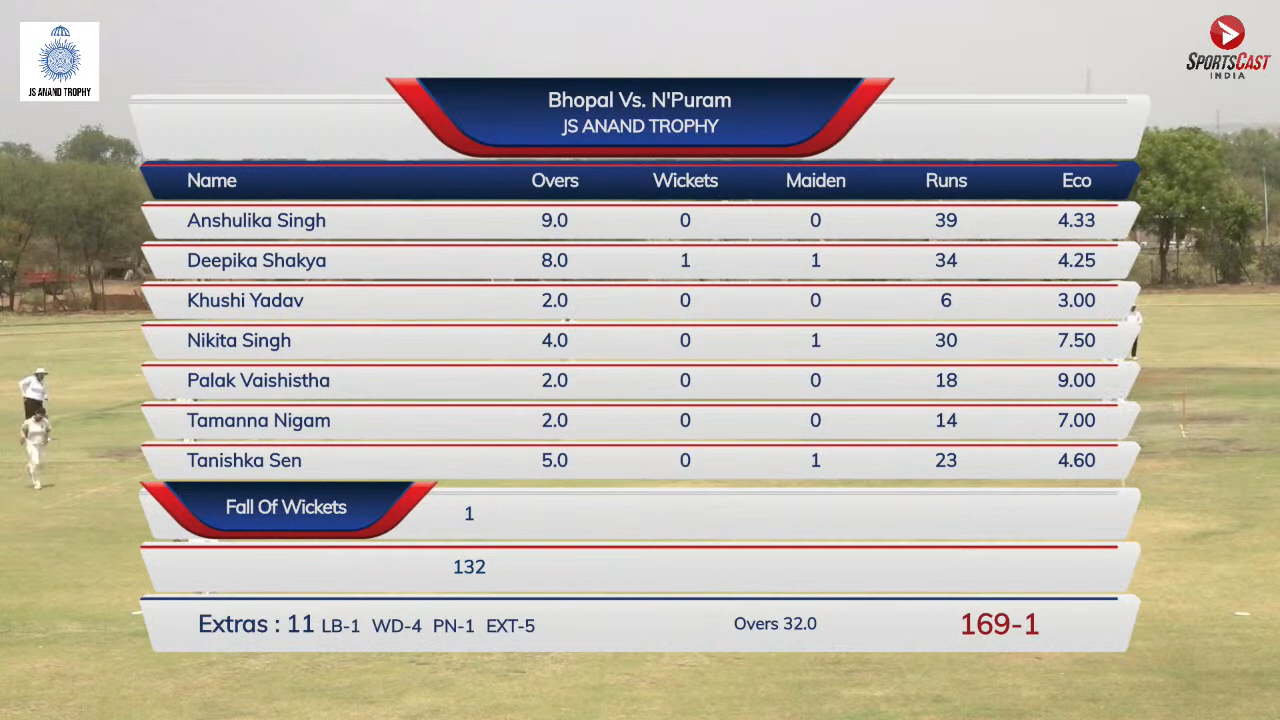 JS ANAND TROPHY
SPORTSCAST
INDIA
Bhopal Vs. N'Puram
JS ANAND TROPHY
Name Overs Wickets Maiden Runs Eco
Anshulika Singh 9.0 0 0 39 4.33
Deepika Shakya 8.0 1 1 34 4.25
Khushi Yadav 2.0 0 0 6 3.00
Nikita Singh 4.0 0 1 30 7.50
Palak Vaishistha 2.0 0 0 18 9.00
Tamanna Nigam 2.0 0 0 14 7.00
Tanishka Sen 5.0 0 1 23 4.60
Fall Of Wickets 1
132
Extras : 11 LB-1 WD-4 PN-1 EXT-5 Overs 32.0 169-1